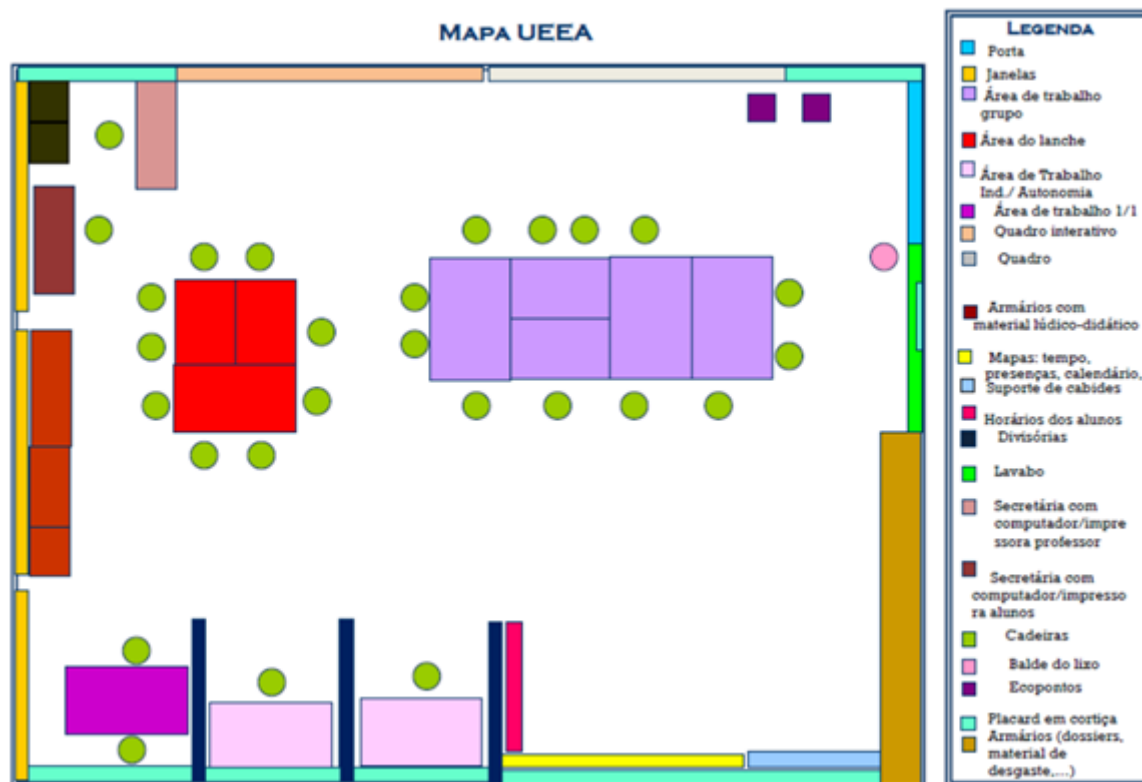 MAPA UEEA
LEGENDA
Porta
Janelas
Área de trabalho
grupo
Área do lanche
Área de Trabalho
Ind./ Autonomia
Área de trabalho 1/1
Quadro interativo
Quadro
Armários com
material lúdico-didático
Mapas: tempo,
presenças, calendário,
Suporte de cabides
Horários dos alunos
Divisórias
Lavabo
Secretária com
computador/impre
ssora professor
Secretária com
computador/impresso
ra alunos
Cadeiras
Balde do lixo
Ecopontos
Placard em cortiça
Armários (dossiers,
material de
desgaste,...)